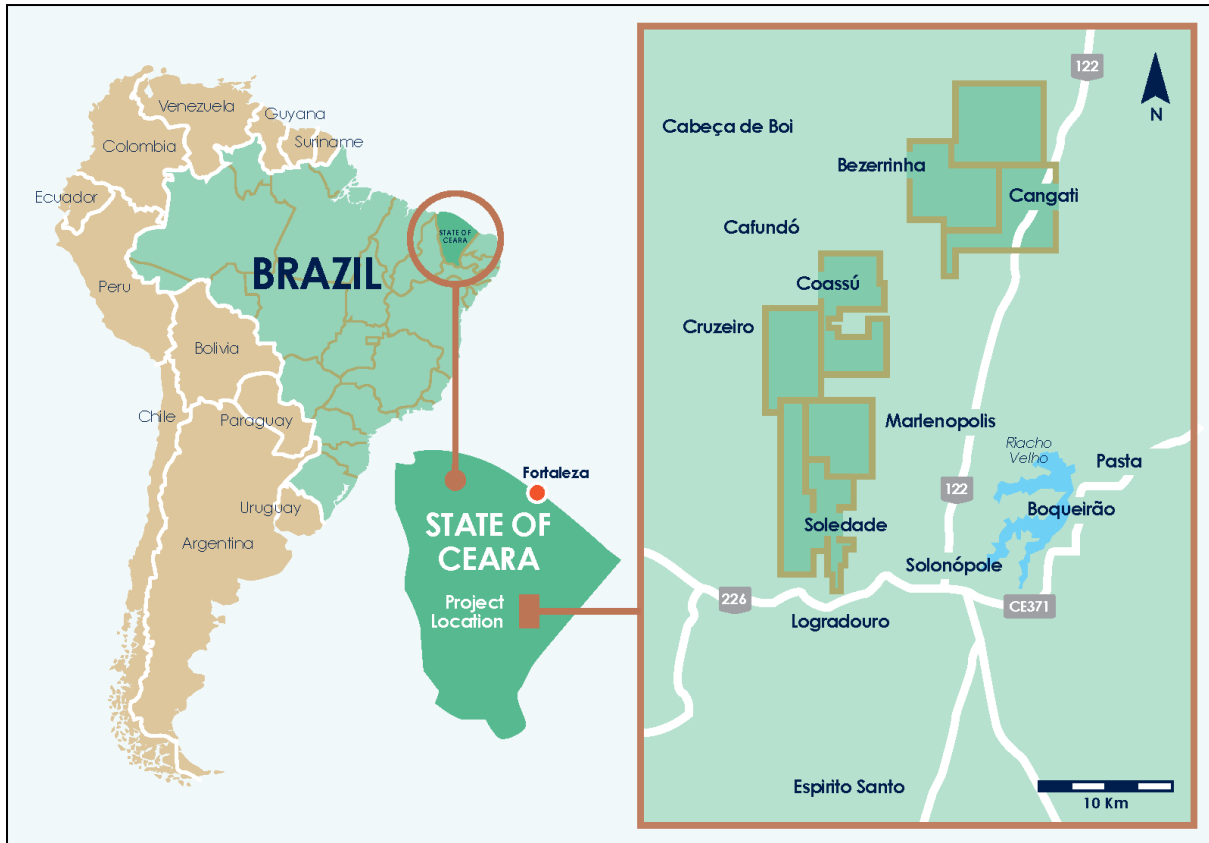 Venezuela
Guyana
Suriname
Colombia
Ecuador
Peru
BRAZIL
STATE OF
CEARA
Bolivia
Chile
Paraguay
Uruguay
Argentina
Fortaleza
STATE OF
CEARA
Project
Location
122
N
Cabeça de Boi
Bezerrinha
Cangati
Cafundó
Coassú
Cruzeiro
Marlenopolis
Riacho
Velho
Pasta
122
Boqueirão
Soledade
Solonópole
226
CE371
Logradouro
Espirito Santo
10 Km